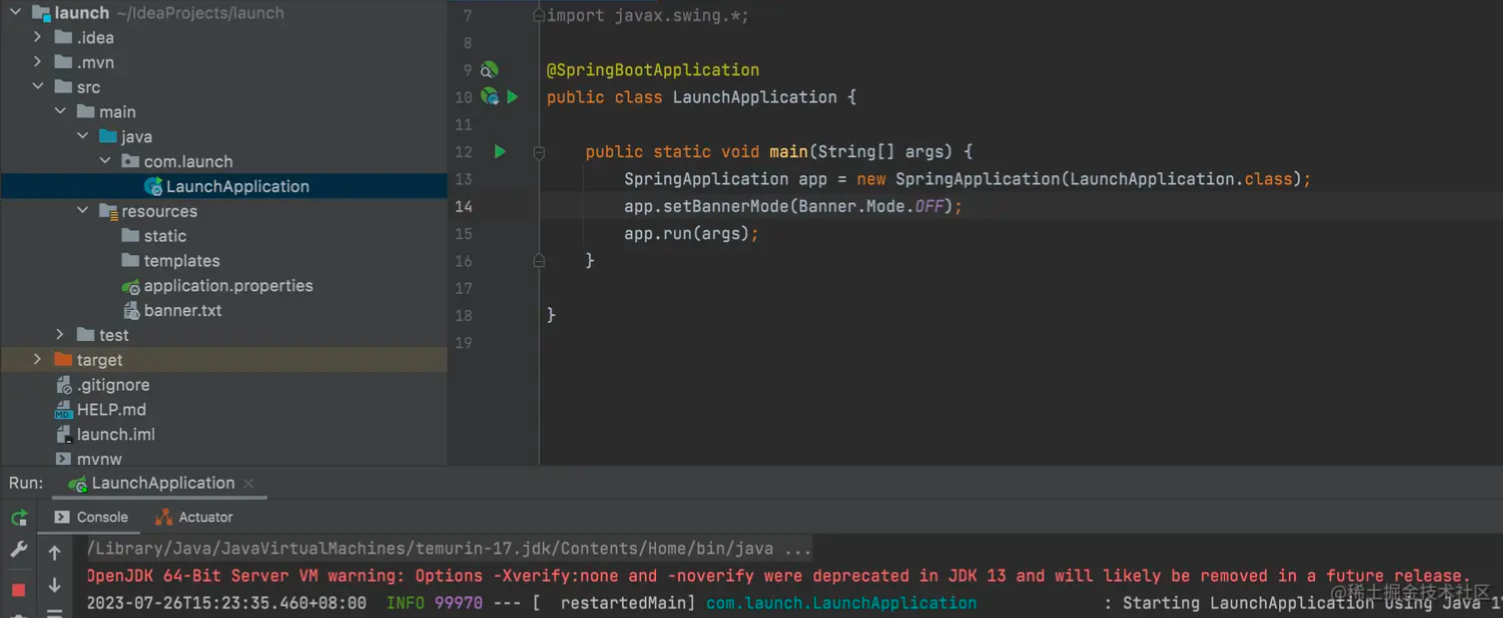 launch ~/IdeaProjects/launch
.idea
.mvn
src
main
java
com.launch
LaunchApplication
resources
static
templates
application.properties
banner.txt
test
target
.gitignore
HELP.md
launch.iml
mvnw
7 import javax.swing.*;
8
9 @SpringBootApplication
10 public class LaunchApplication {
11
12 public static void main(String[] args) {
13 SpringApplication app = new SpringApplication(LaunchApplication.class);
14 app.setBannerMode(Banner.Mode.OFF);
15 app.run(args);
16 }
17
18 }
19
Run: LaunchApplication
Console Actuator
/Library/Java/JavaVirtualMachines/temurin-17.jdk/Contents/Home/bin/java ...
OpenJDK 64-Bit Server VM warning: Options -Xverify:none and -noverify were deprecated in JDK 13 and will likely be removed in a future release.
2023-07-26T15:23:35.460+08:00 INFO 99970 --- [ restartedMain] com.launch.LaunchApplication : Starting LaunchApplication using Java 1
@稀土掘金技术社区